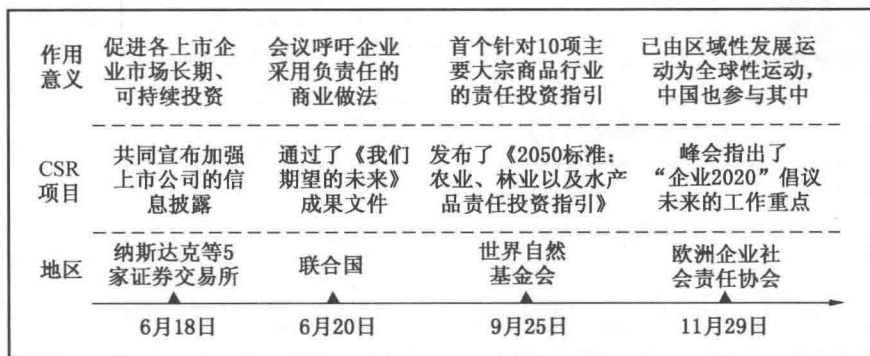 作用
意义
促进各上市企
业市场长期、
可持续投资
会议呼吁企业
采用负责任的
商业做法
首个针对10项主
要大宗商品行业
的责任投资指引
已由区域性发展运
动为全球性运动，
中国也参与其中
CSR
项目
共同宣布加强
上市公司的信
息披露
通过了《我们
期望的未来》
成果文件
发布了《2050标准：
农业、林业以及水产
品责任投资指引》
峰会指出了
“企业2020”倡议
未来的工作重点
地区
纳斯达克等5
家证券交易所
联合国
世界自然
基金会
欧洲企业社
会责任协会
6月18日
6月20日
9月25日
11月29日